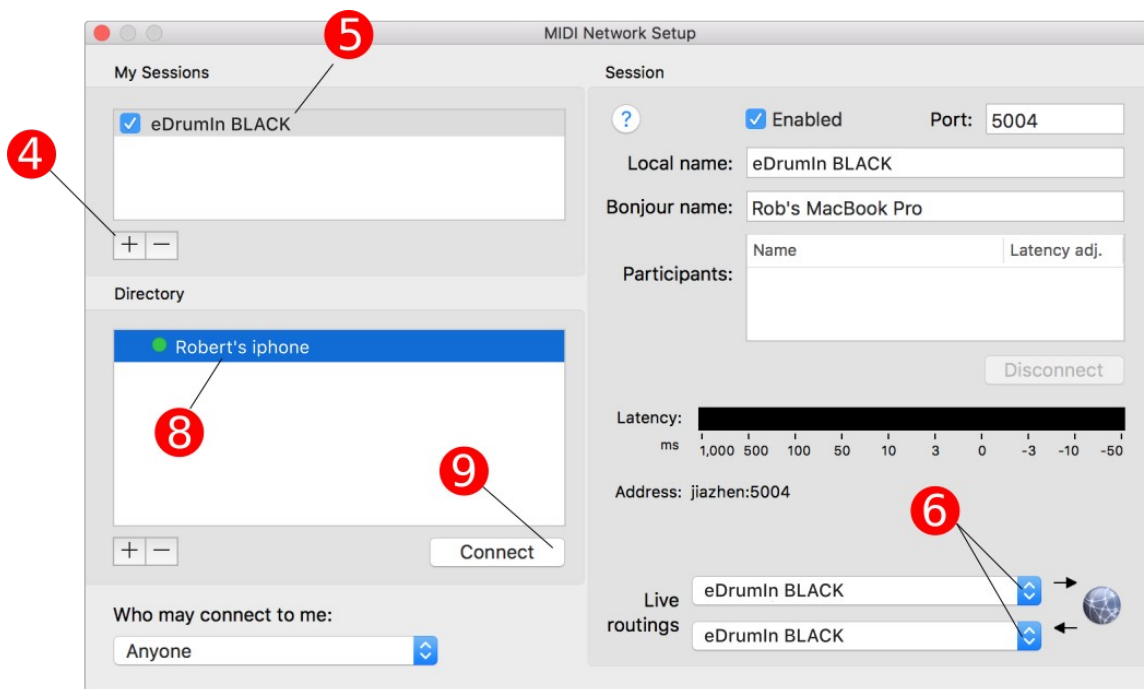 MIDI Network Setup
5
My Sessions
eDrumIn BLACK
4
+ −
Directory
Robert's iphone
8
9
+ −
Connect
Who may connect to me:
Anyone
Session
?
Enabled
Port: 5004
Local name: eDrumIn BLACK
Bonjour name: Rob's MacBook Pro
Participants:
Name Latency adj.
Disconnect
Latency:
ms 1,000 500 100 50 10 3 0 -3 -10 -50
Address: jiazhen:5004
6
Live routings
eDrumIn BLACK
eDrumIn BLACK